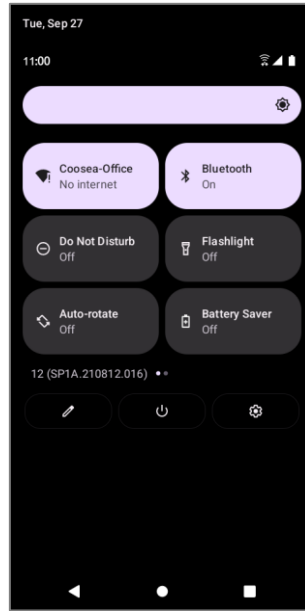 Tue, Sep 27
11:00
Coosea-Office
No internet
Bluetooth
On
Do Not Disturb
Off
Flashlight
Off
Auto-rotate
Off
Battery Saver
Off
12 (SP1A.210812.016)